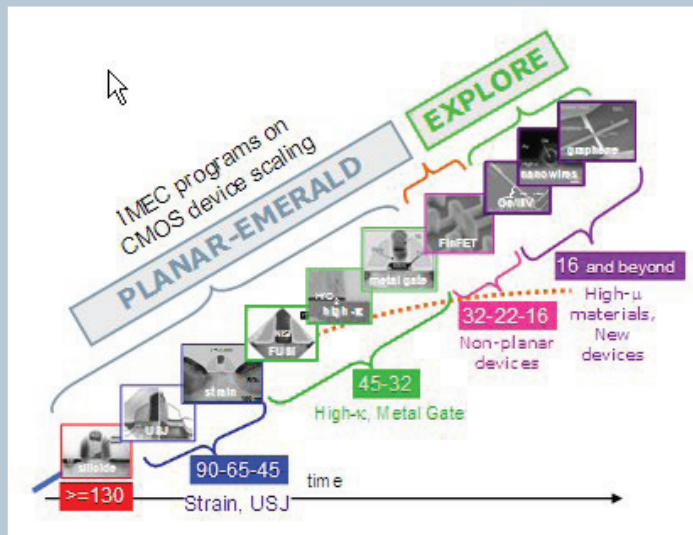 IMEC programs on
CMOS device scaling
PLANAR-EMERALD
EXPLORE
graphene
nanowires
Ge/IIIV
FinFET
metal gate
high-κ
FUSI
strain
USJ
silicide
>=130
90-65-45
Strain, USJ
45-32
High-κ, Metal Gate
32-22-16
Non-planar
devices
16 and beyond
High-μ
materials,
New
devices
time